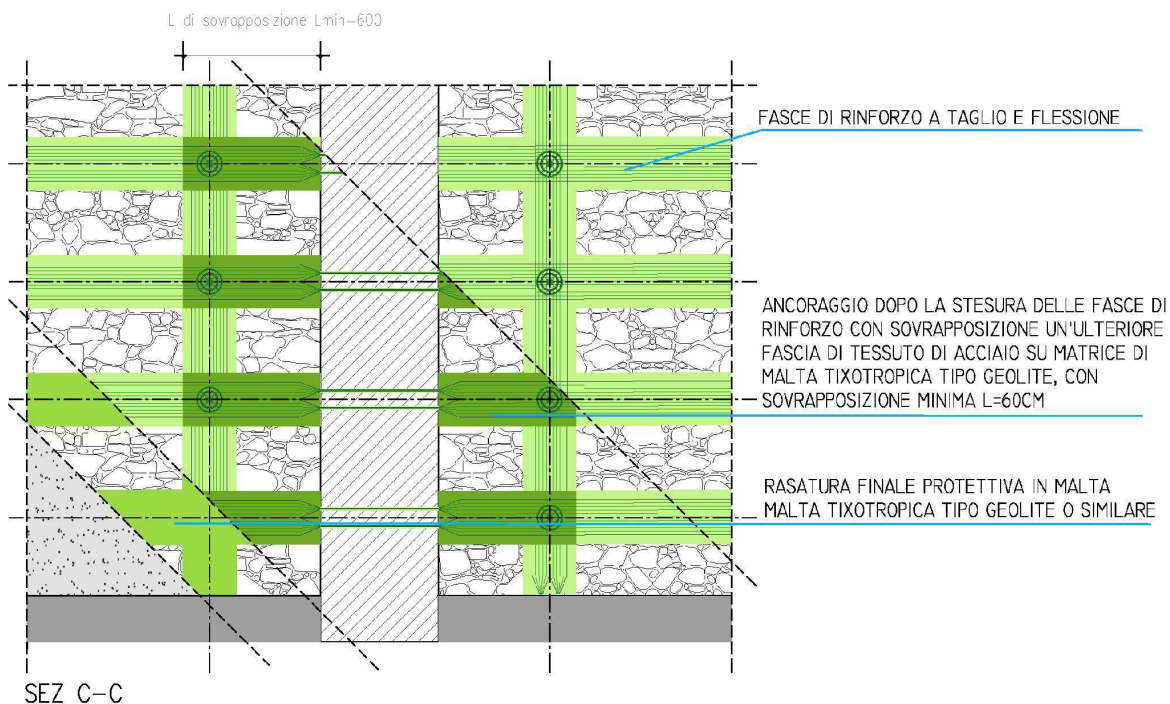 L di sovrapposizione Lmin=600
FASCE DI RINFORZO A TAGLIO E FLESSIONE
ANCORAGGIO DOPO LA STESURA DELLE FASCE DI
RINFORZO CON SOVRAPPOSIZIONE UN'ULTERIORE
FASCIA DI TESSUTO DI ACCIAIO SU MATRICE DI
MALTA TIXOTROPICA TIPO GEOLITE, CON
SOVRAPPOSIZIONE MINIMA L=60CM
RASATURA FINALE PROTETTIVA IN MALTA
MALTA TIXOTROPICA TIPO GEOLITE O SIMILARE
SEZ C-C